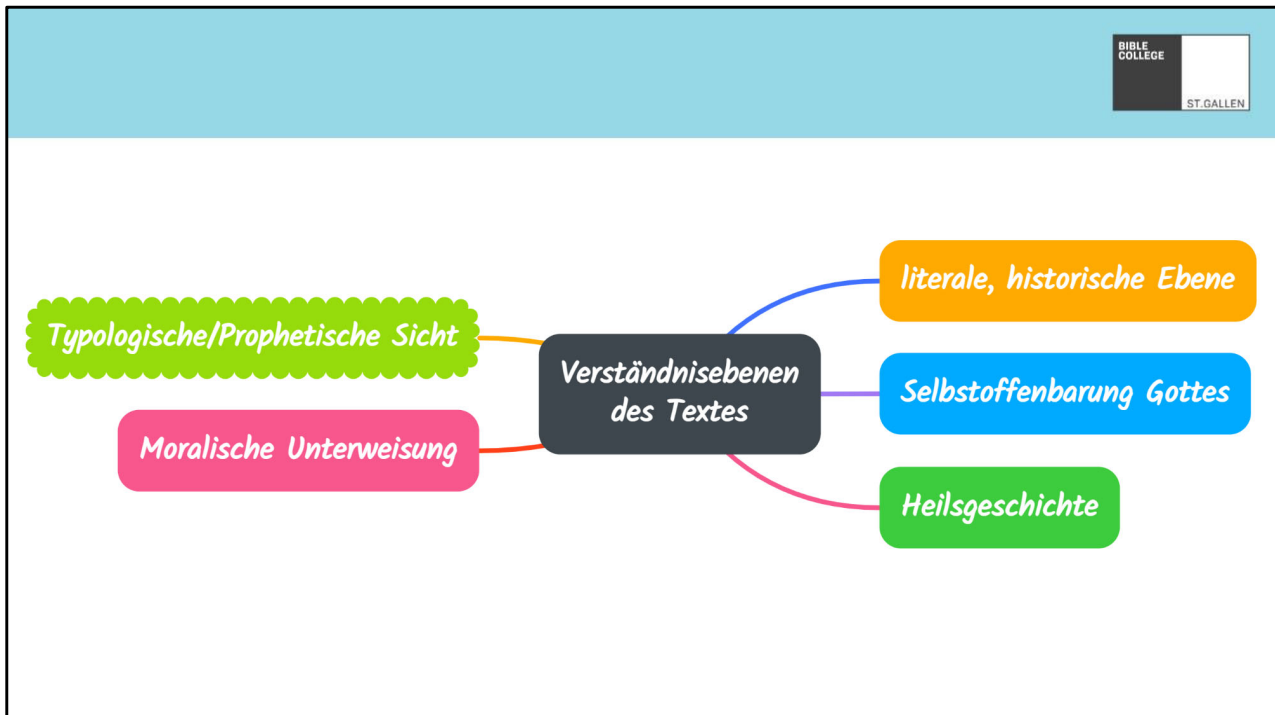 BIBLE
COLLEGE
ST.GALLEN
Typologische/Prophetische Sicht
Moralische Unterweisung
Verständnisebenen
des Textes
literale, historische Ebene
Selbstoffenbarung Gottes
Heilsgeschichte